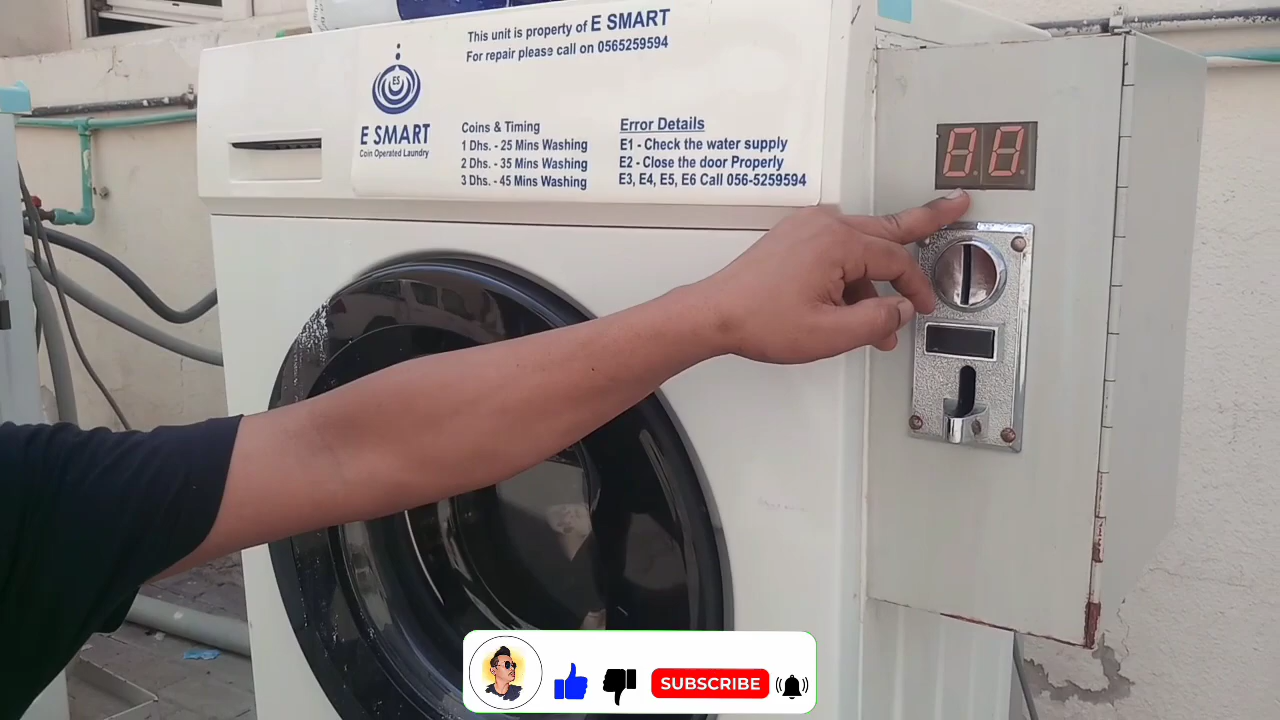 This unit is property of E SMART
For repair please call on 0565259594
ES
E SMART
Coin Operated Laundry
Coins & Timing
1 Dhs. - 25 Mins Washing
2 Dhs. - 35 Mins Washing
3 Dhs. - 45 Mins Washing
Error Details
E1 - Check the water supply
E2 - Close the door Properly
E3, E4, E5, E6 Call 056-5259594
88
SUBSCRIBE